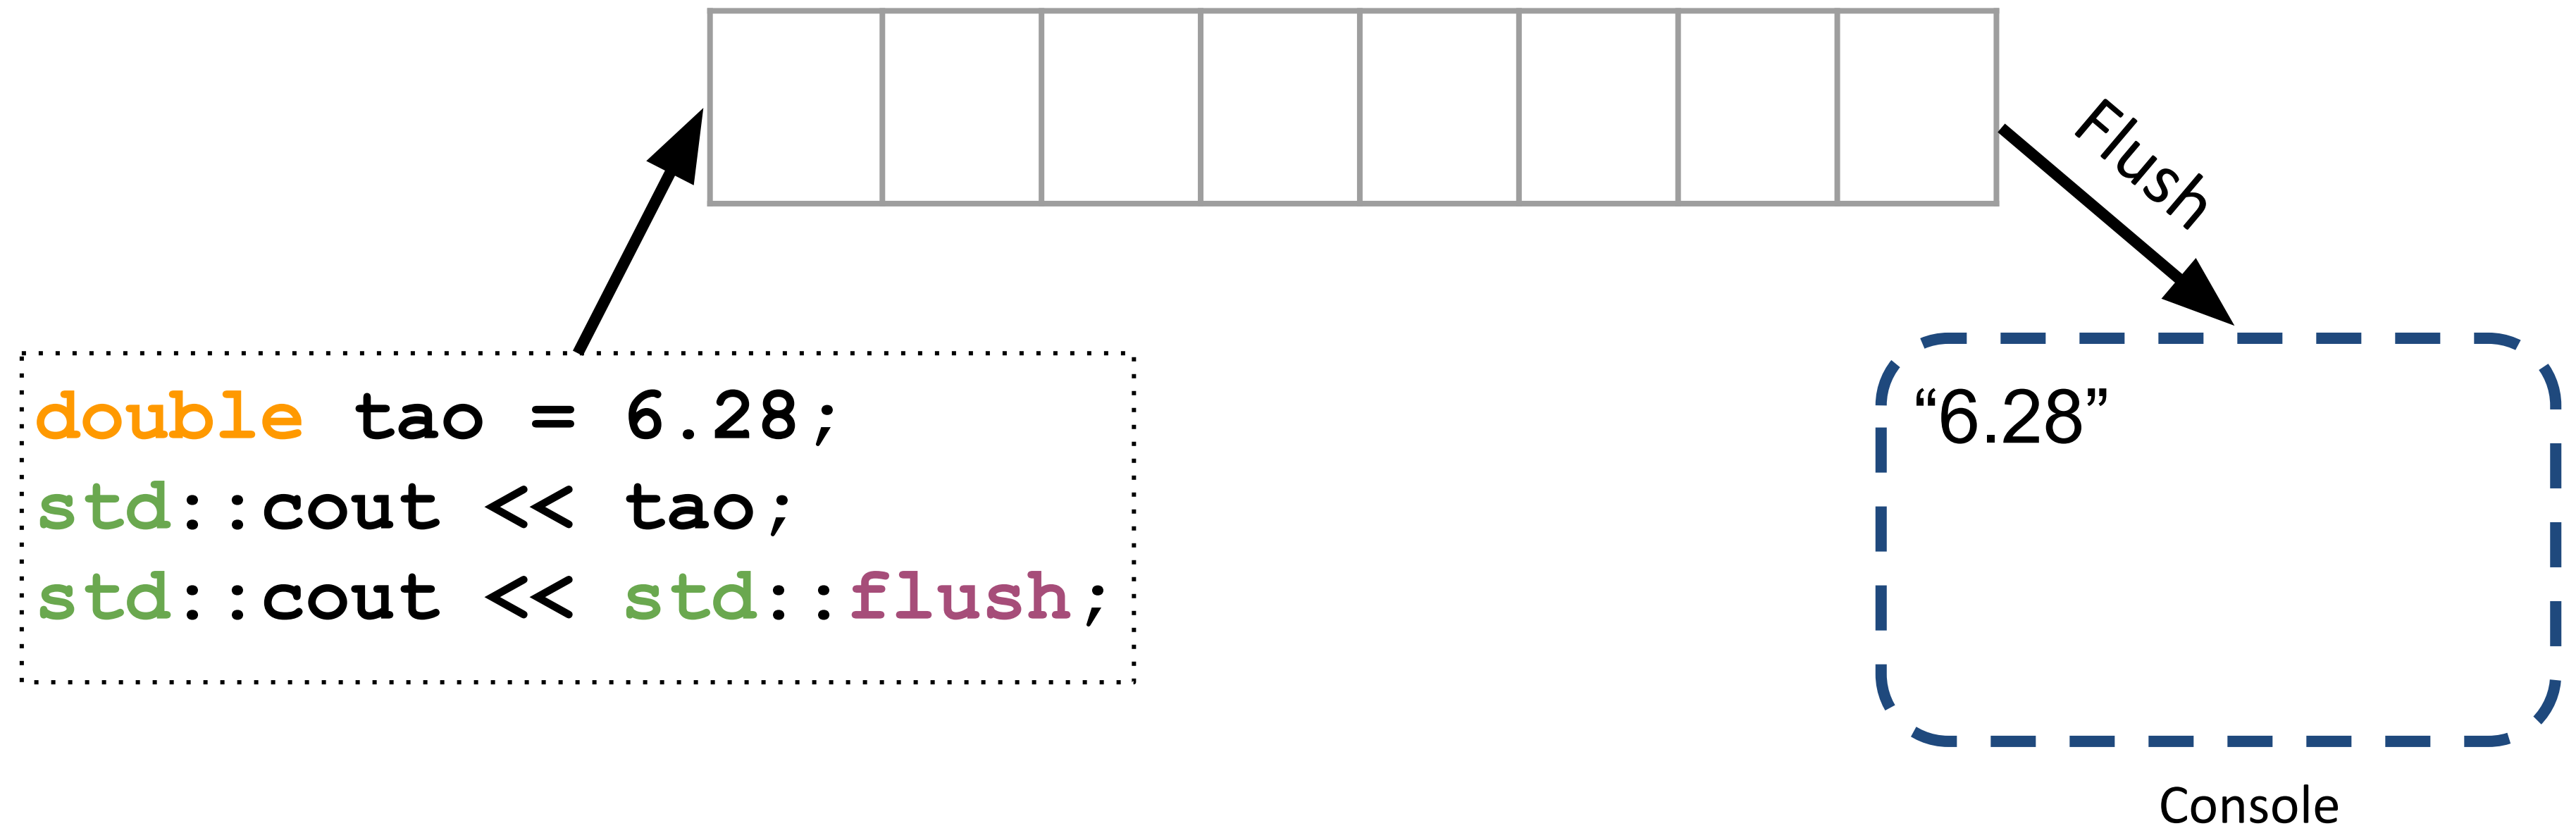 Flush
double tao = 6.28;
std::cout << tao;
std::cout << std::flush;
“6.28”
Console